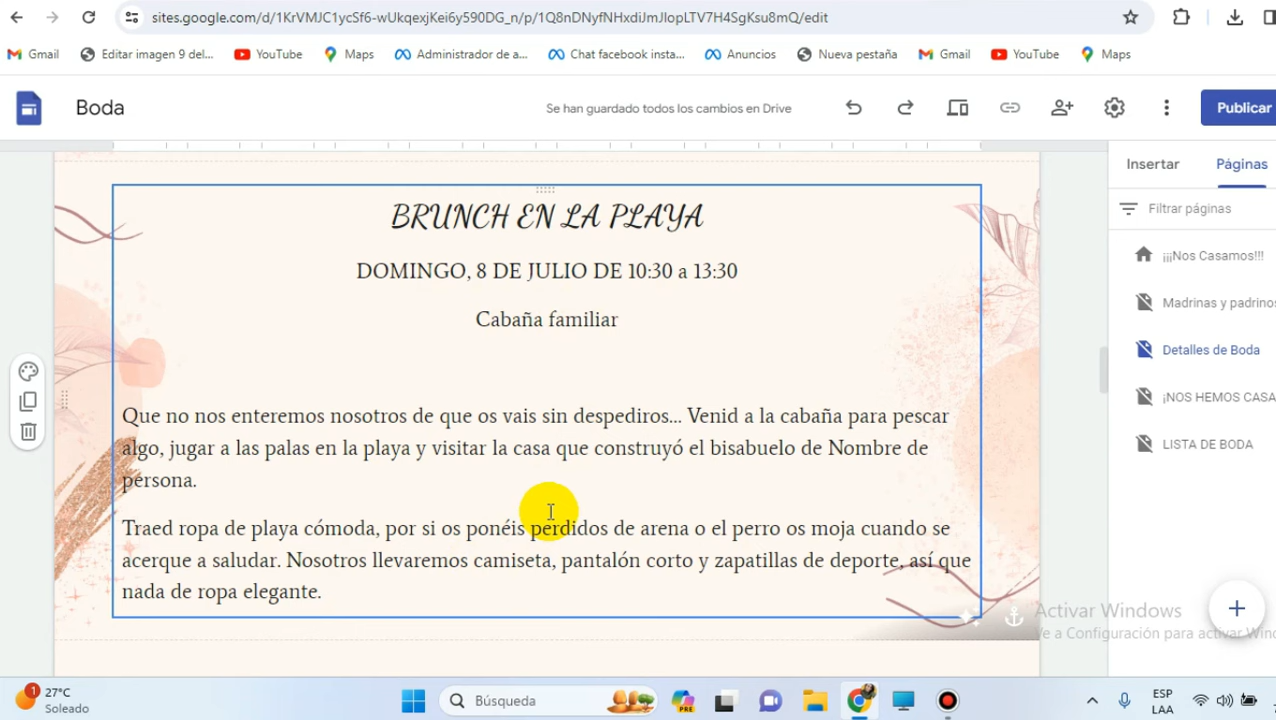 sites.google.com/d/1KrVMJC1ycSf6-wUkqexjKei6y590DG_n/p/1Q8nDNyfNHxdiJmJIopLTV7H4SgKsu8mQ/edit
Gmail Editar imagen 9 del... YouTube Maps Administrador de a... Chat facebook insta... Anuncios Nueva pestaña Gmail YouTube Maps
Boda Se han guardado todos los cambios en Drive Publicar
Insertar Páginas
Filtrar páginas
¡¡¡Nos Casamos!!!
Madrinas y padrinos
Detalles de Boda
¡NOS HEMOS CASA
LISTA DE BODA
BRUNCH EN LA PLAYA
DOMINGO, 8 DE JULIO DE 10:30 a 13:30
Cabaña familiar
Que no nos enteremos nosotros de que os vais sin despediros... Venid a la cabaña para pescar
algo, jugar a las palas en la playa y visitar la casa que construyó el bisabuelo de Nombre de
persona.
Traed ropa de playa cómoda, por si os ponéis perdidos de arena o el perro os moja cuando se
acerque a saludar. Nosotros llevaremos camiseta, pantalón corto y zapatillas de deporte, así que
nada de ropa elegante.
Activar Windows
Ve a Configuración para activar Wind
1 27°C
Soleado
Búsqueda
PRE
ESP
LAA